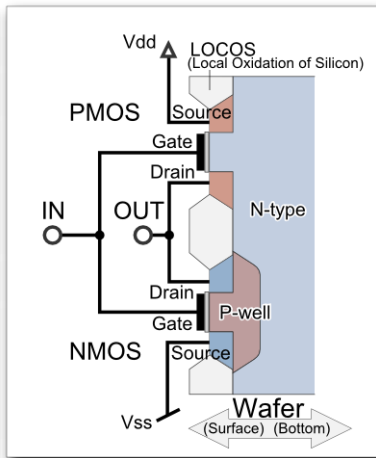 Vdd
LOCOS
(Local Oxidation of Silicon)
PMOS
Source
Gate
Drain
IN
OUT
N-type
Drain
P-well
Gate
NMOS
Source
Vss
Wafer
(Surface) (Bottom)